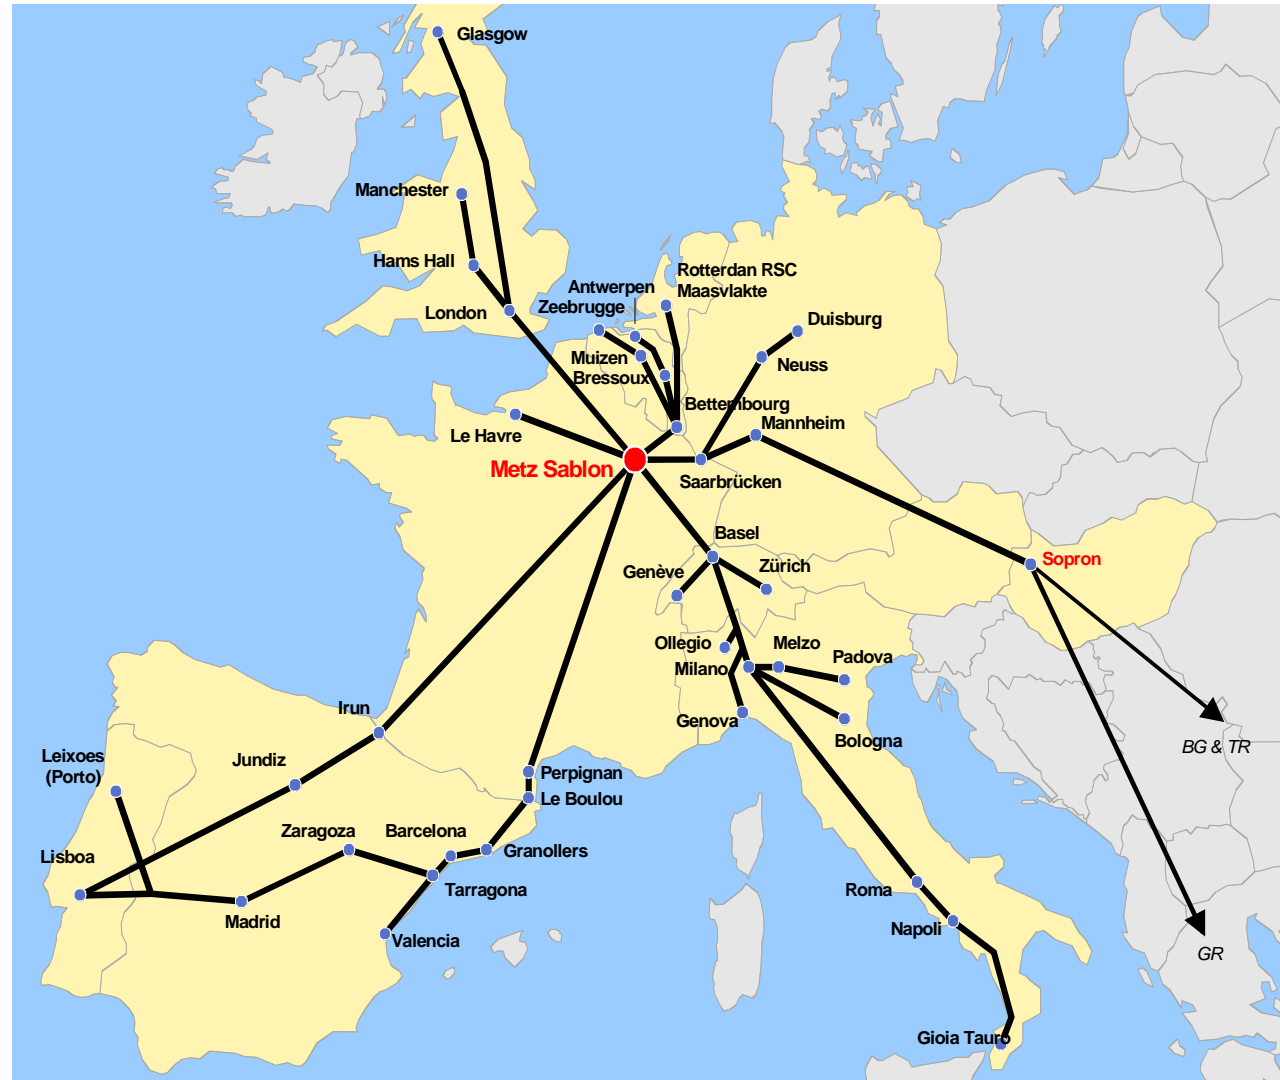 Glasgow
Manchester
Hams Hall
London
Rotterdan RSC
Maasvlakte
Antwerpen
Zeebrugge
Duisburg
Muizen
Neuss
Bressoux
Bettembourg
Mannheim
Le Havre
Metz Sablon
Saarbrücken
Basel
Sopron
Genève
Zürich
Ollegio
Melzo
Milano
Padova
Genova
Bologna
BG & TR
Irun
Jundiz
Leixoes
(Porto)
Perpignan
Le Boulou
Zaragoza
Barcelona
Granollers
Lisboa
Tarragona
Madrid
Valencia
Roma
Napoli
GR
Gioia Tauro